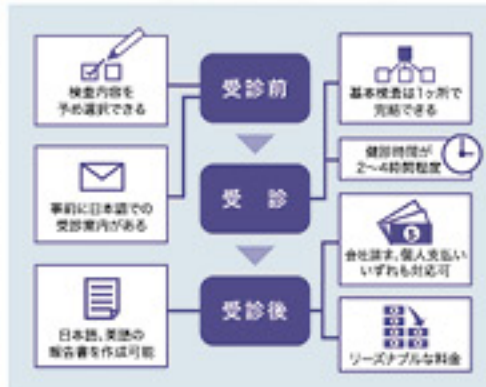 検査内容を
予め選択できる
受診前
基本検査は1ヶ所で
完結できる
事前に日本語での
受診案内がある
受 診
健診時間が
2〜4時間程度
日本語、英語の
報告書を作成可能
受診後
会社請求、個人支払い
いずれも対応可
リーズナブルな料金